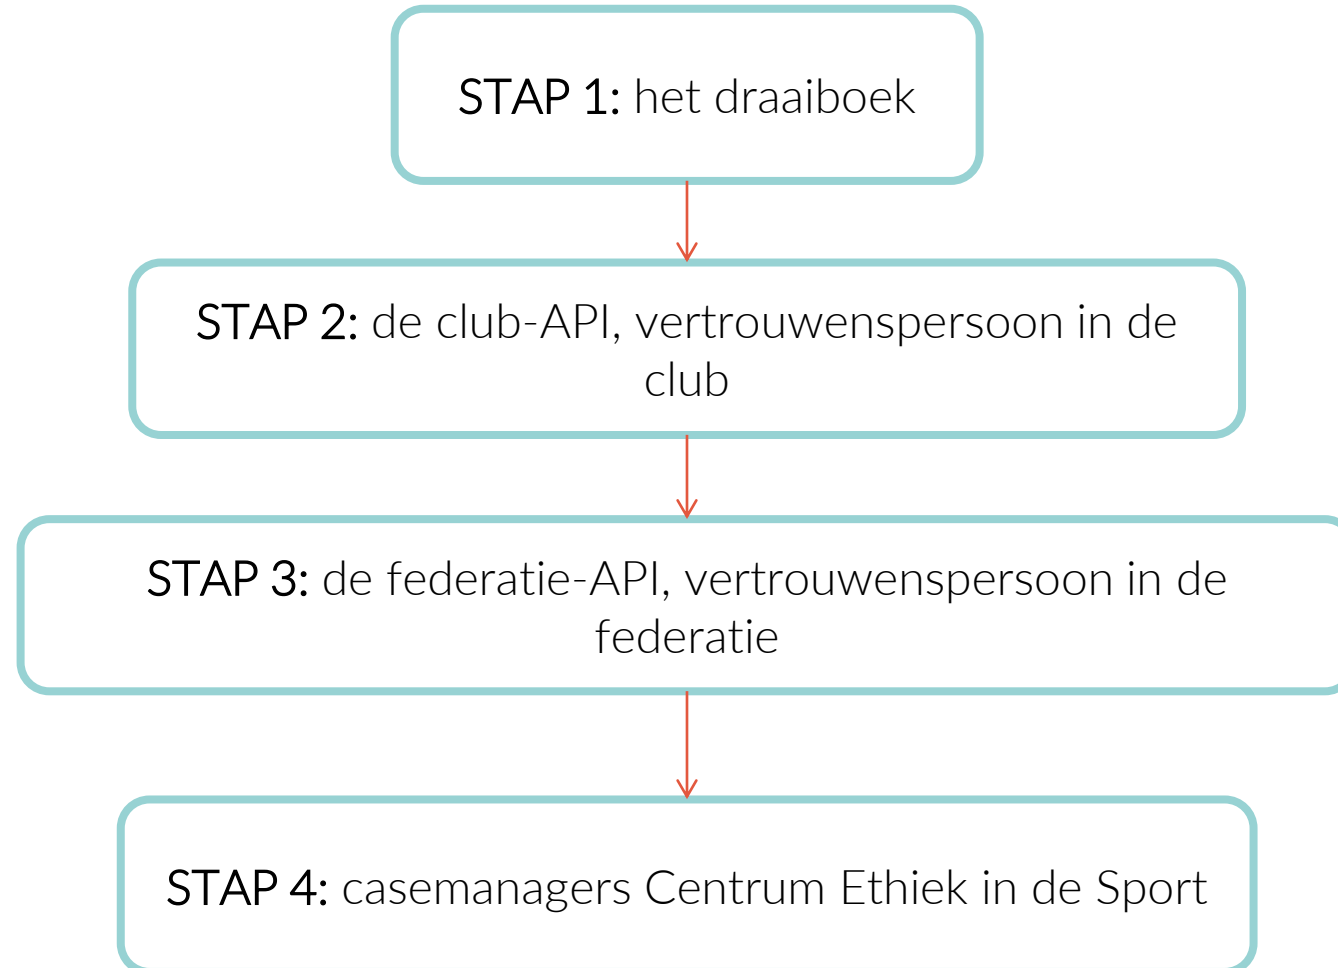 STAP 1: het draaiboek
STAP 2: de club-API, vertrouwenspersoon in de
club
STAP 3: de federatie-API, vertrouwenspersoon in de
federatie
STAP 4: casemanagers Centrum Ethiek in de Sport